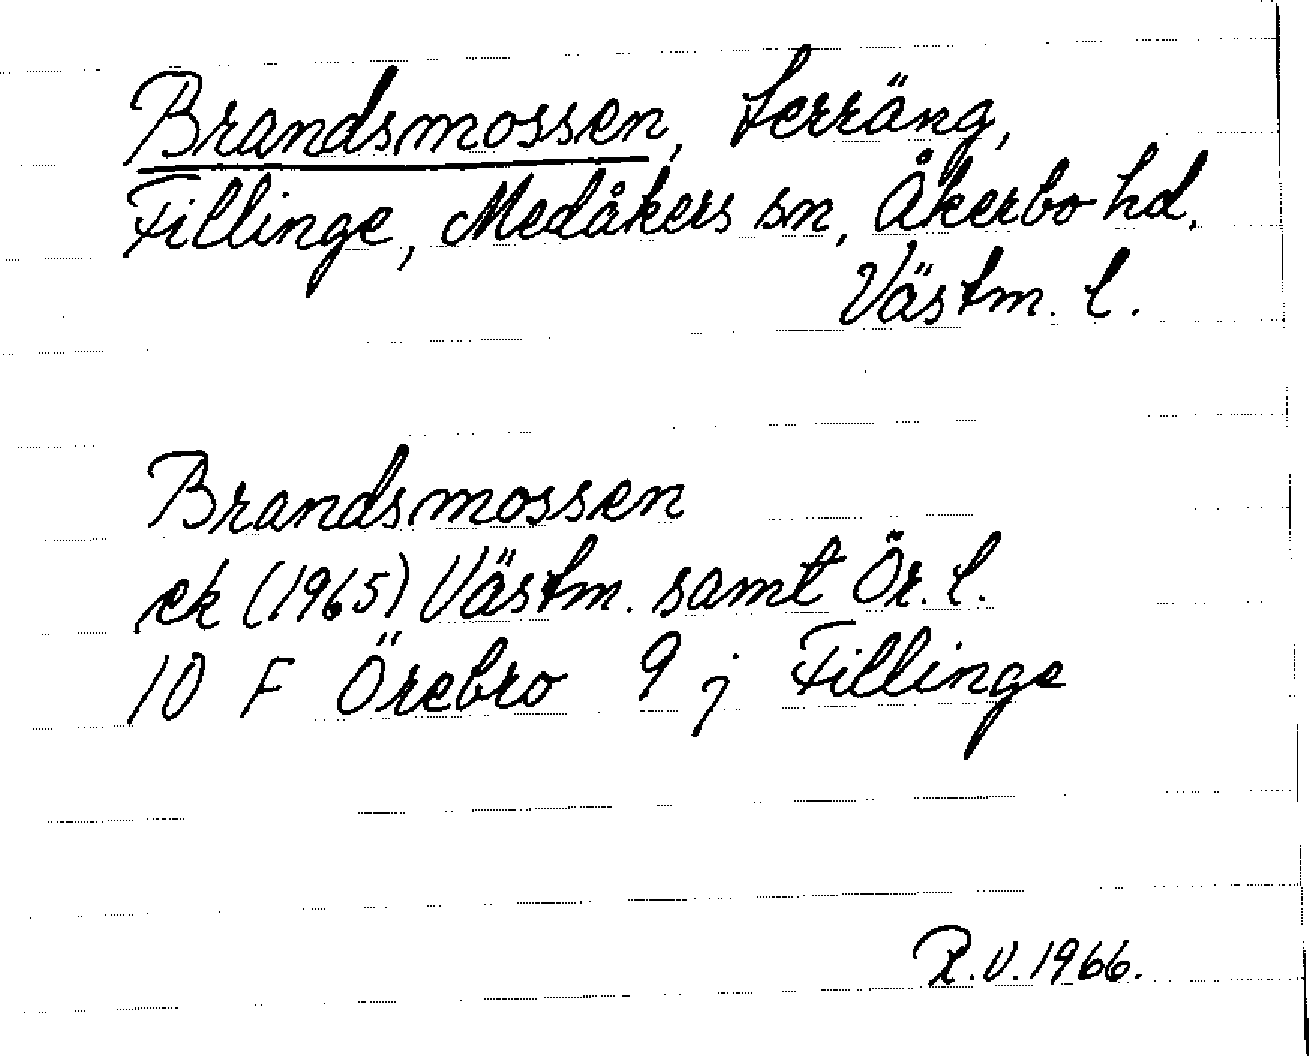 Brandsmossen, terräng,
Fillinge, Medåkers sn, Åkerbo hd.
Västm. l.
Brandsmossen
ek (1965) Västm. samt Ör. l.
10 F Örebro 9 j Fillinge
R.V. 1966.